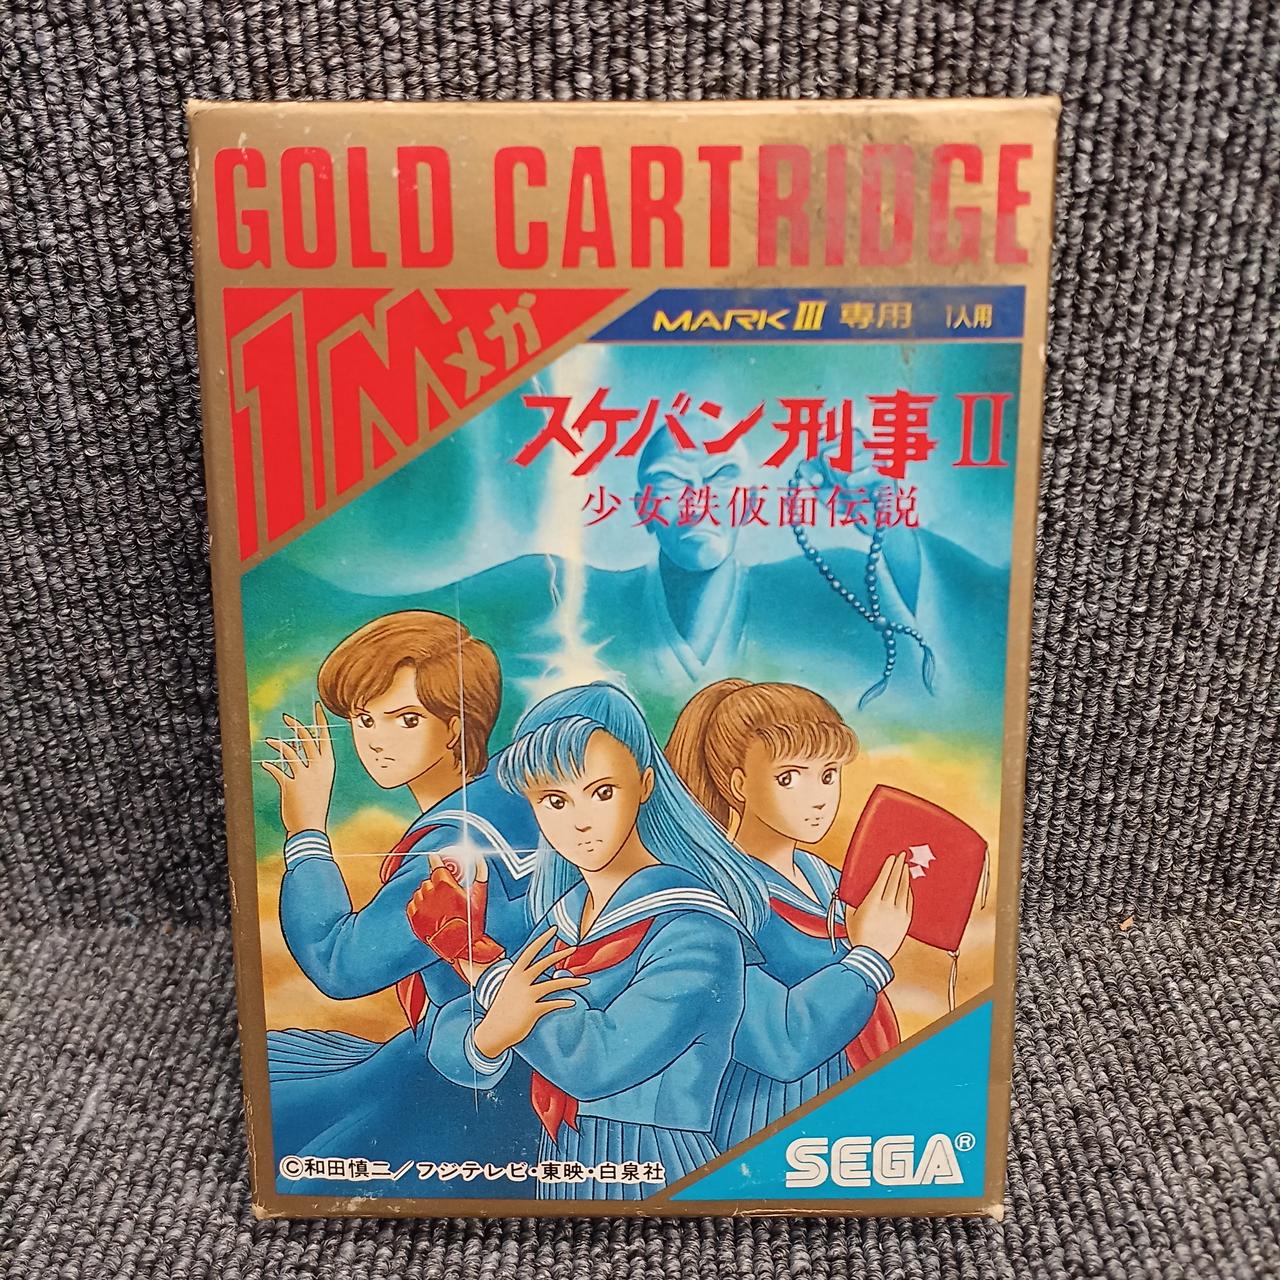 GOLD CARTRIDGE
1Mメガ
MARK III 専用 1人用
スケバン刑事II
少女鉄仮面伝説
©和田慎二／フジテレビ・東映・白泉社
SEGA®